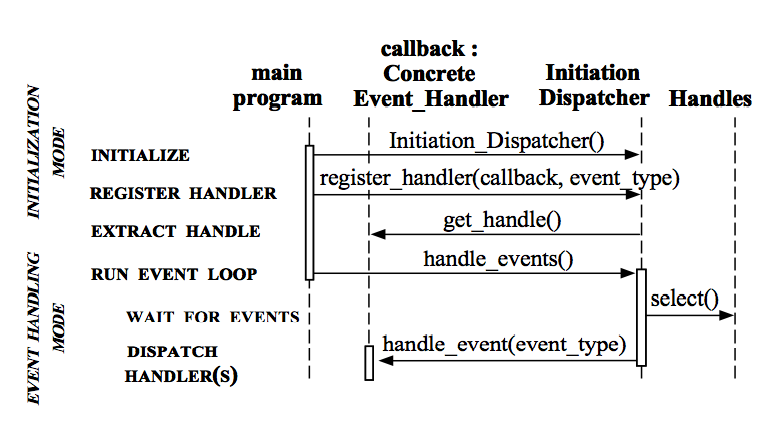 callback :
main Concrete Initiation
program Event_Handler Dispatcher Handles
INITIALIZATION
MODE
INITIALIZE Initiation_Dispatcher()
REGISTER HANDLER register_handler(callback, event_type)
EXTRACT HANDLE get_handle()
EVENT HANDLING
MODE
RUN EVENT LOOP handle_events()
WAIT FOR EVENTS select()
DISPATCH handle_event(event_type)
HANDLER(S)